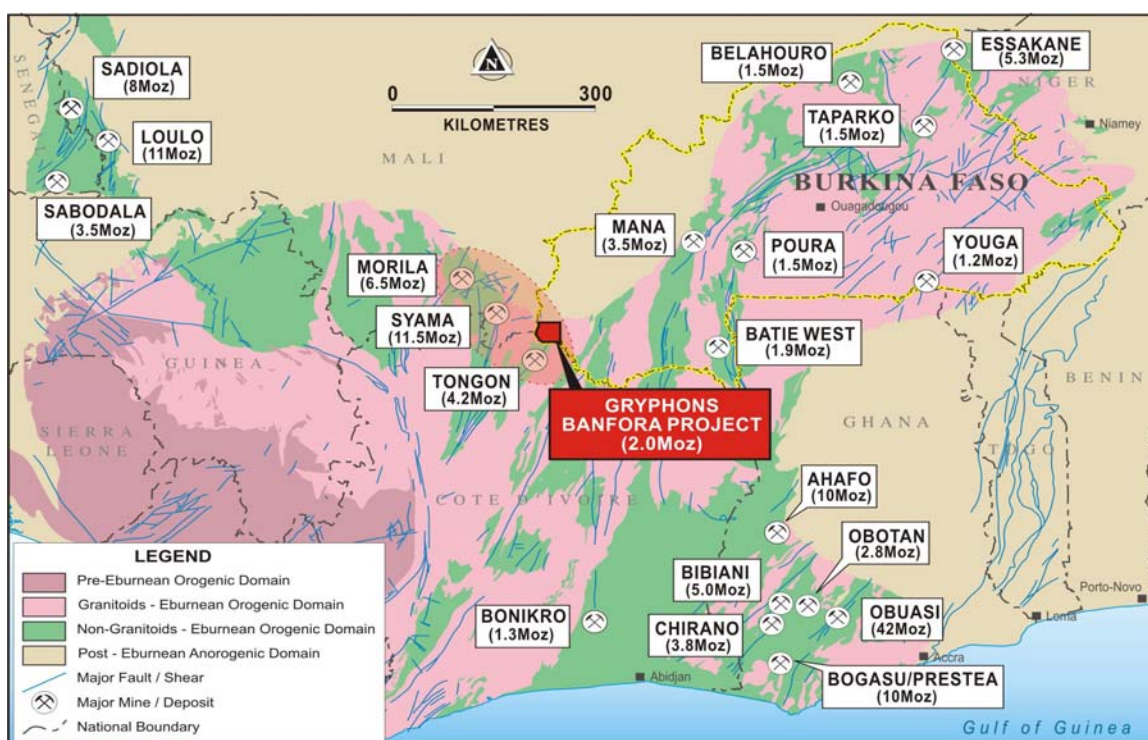 SADIOLA
(8Moz)
LOULO
(11Moz)
SABODALA
(3.5Moz)
SENEGAL
MALI
N
0 300
KILOMETRES
BELAHOURO
(1.5Moz)
ESSAKANE
(5.3Moz)
NIGER
Niamey
TAPARKO
(1.5Moz)
BURKINA FASO
Ouagadougou
MANA
(3.5Moz)
POURA
(1.5Moz)
YOUGA
(1.2Moz)
MORILA
(6.5Moz)
SYAMA
(11.5Moz)
TONGON
(4.2Moz)
BATIE WEST
(1.9Moz)
GUINEA
SIERRA
LEONE
GRYPHONS
BANFORA PROJECT
(2.0Moz)
GHANA
BENIN
TOGO
COTE D'IVOIRE
AHAFO
(10Moz)
OBOTAN
(2.8Moz)
BIBIANI
(5.0Moz)
OBUASI
(42Moz)
CHIRANO
(3.8Moz)
BONIKRO
(1.3Moz)
BOGASU/PRESTEA
(10Moz)
Abidjan
Accra
Loma
Porto-Novo
Gulf of Guinea
LEGEND
Pre-Eburnean Orogenic Domain
Granitoids - Eburnean Orogenic Domain
Non-Granitoids - Eburnean Orogenic Domain
Post - Eburnean Anorogenic Domain
Major Fault / Shear
Major Mine / Deposit
National Boundary